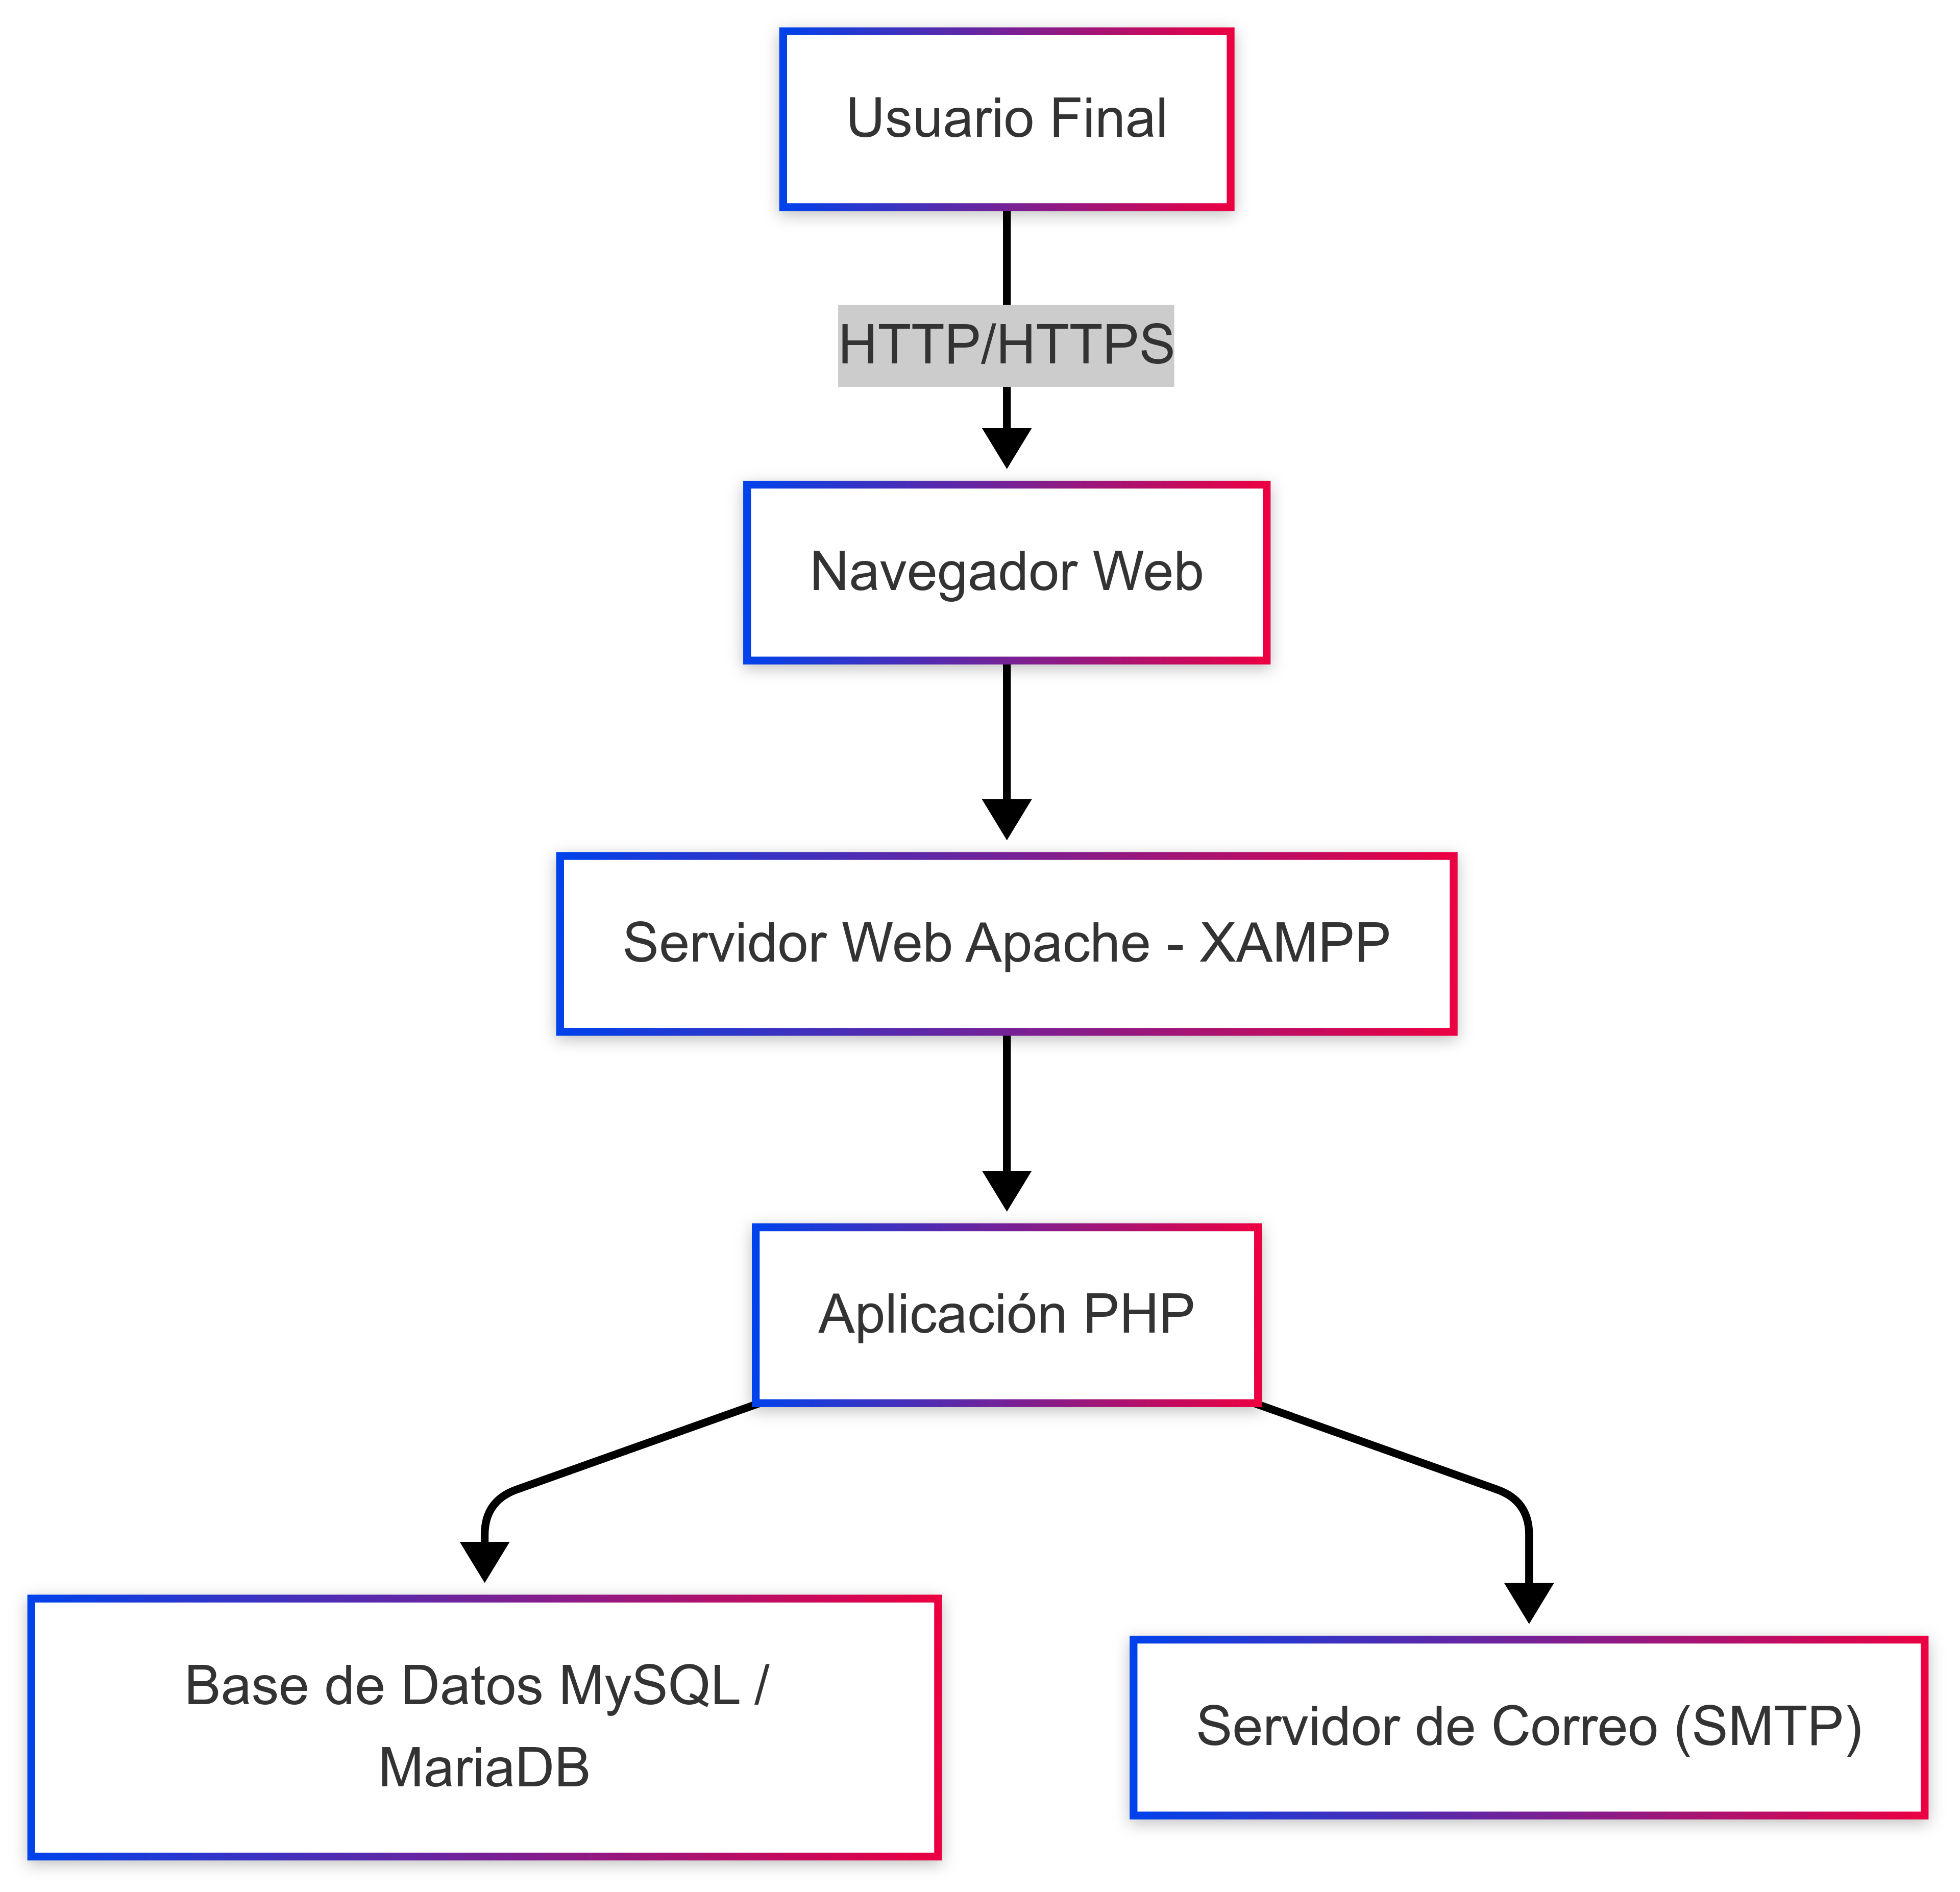 Usuario Final
HTTP/HTTPS
Navegador Web
Servidor Web Apache - XAMPP
Aplicación PHP
Base de Datos MySQL /
MariaDB
Servidor de Correo (SMTP)